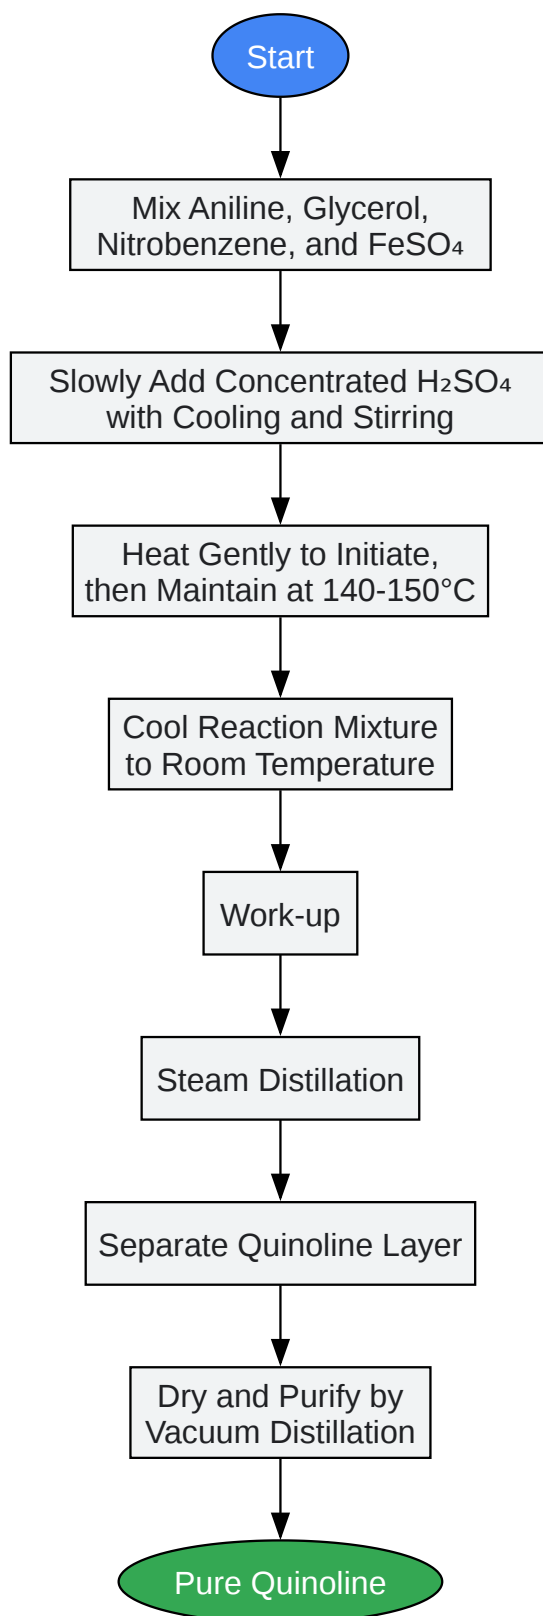 Start
Mix Aniline, Glycerol,
Nitrobenzene, and FeSO₄
Slowly Add Concentrated H₂SO₄
with Cooling and Stirring
Heat Gently to Initiate,
then Maintain at 140-150°C
Cool Reaction Mixture
to Room Temperature
Work-up
Steam Distillation
Separate Quinoline Layer
Dry and Purify by
Vacuum Distillation
Pure Quinoline